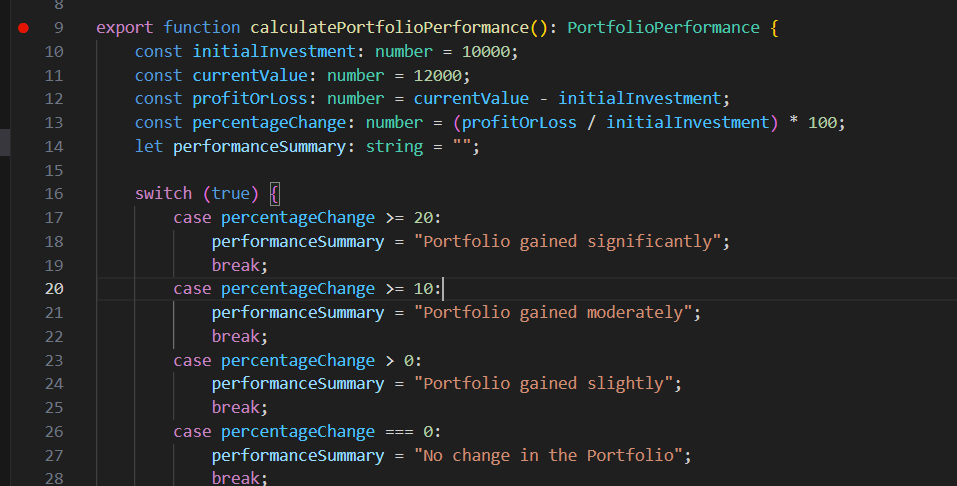 8
9 export function calculatePortfolioPerformance(): PortfolioPerformance {
10 const initialInvestment: number = 10000;
11 const currentValue: number = 12000;
12 const profitOrLoss: number = currentValue - initialInvestment;
13 const percentageChange: number = (profitOrLoss / initialInvestment) * 100;
14 let performanceSummary: string = "";
15
16 switch (true) {
17 case percentageChange >= 20:
18 performanceSummary = "Portfolio gained significantly";
19 break;
20 case percentageChange >= 10:
21 performanceSummary = "Portfolio gained moderately";
22 break;
23 case percentageChange > 0:
24 performanceSummary = "Portfolio gained slightly";
25 break;
26 case percentageChange === 0:
27 performanceSummary = "No change in the Portfolio";
28 break;